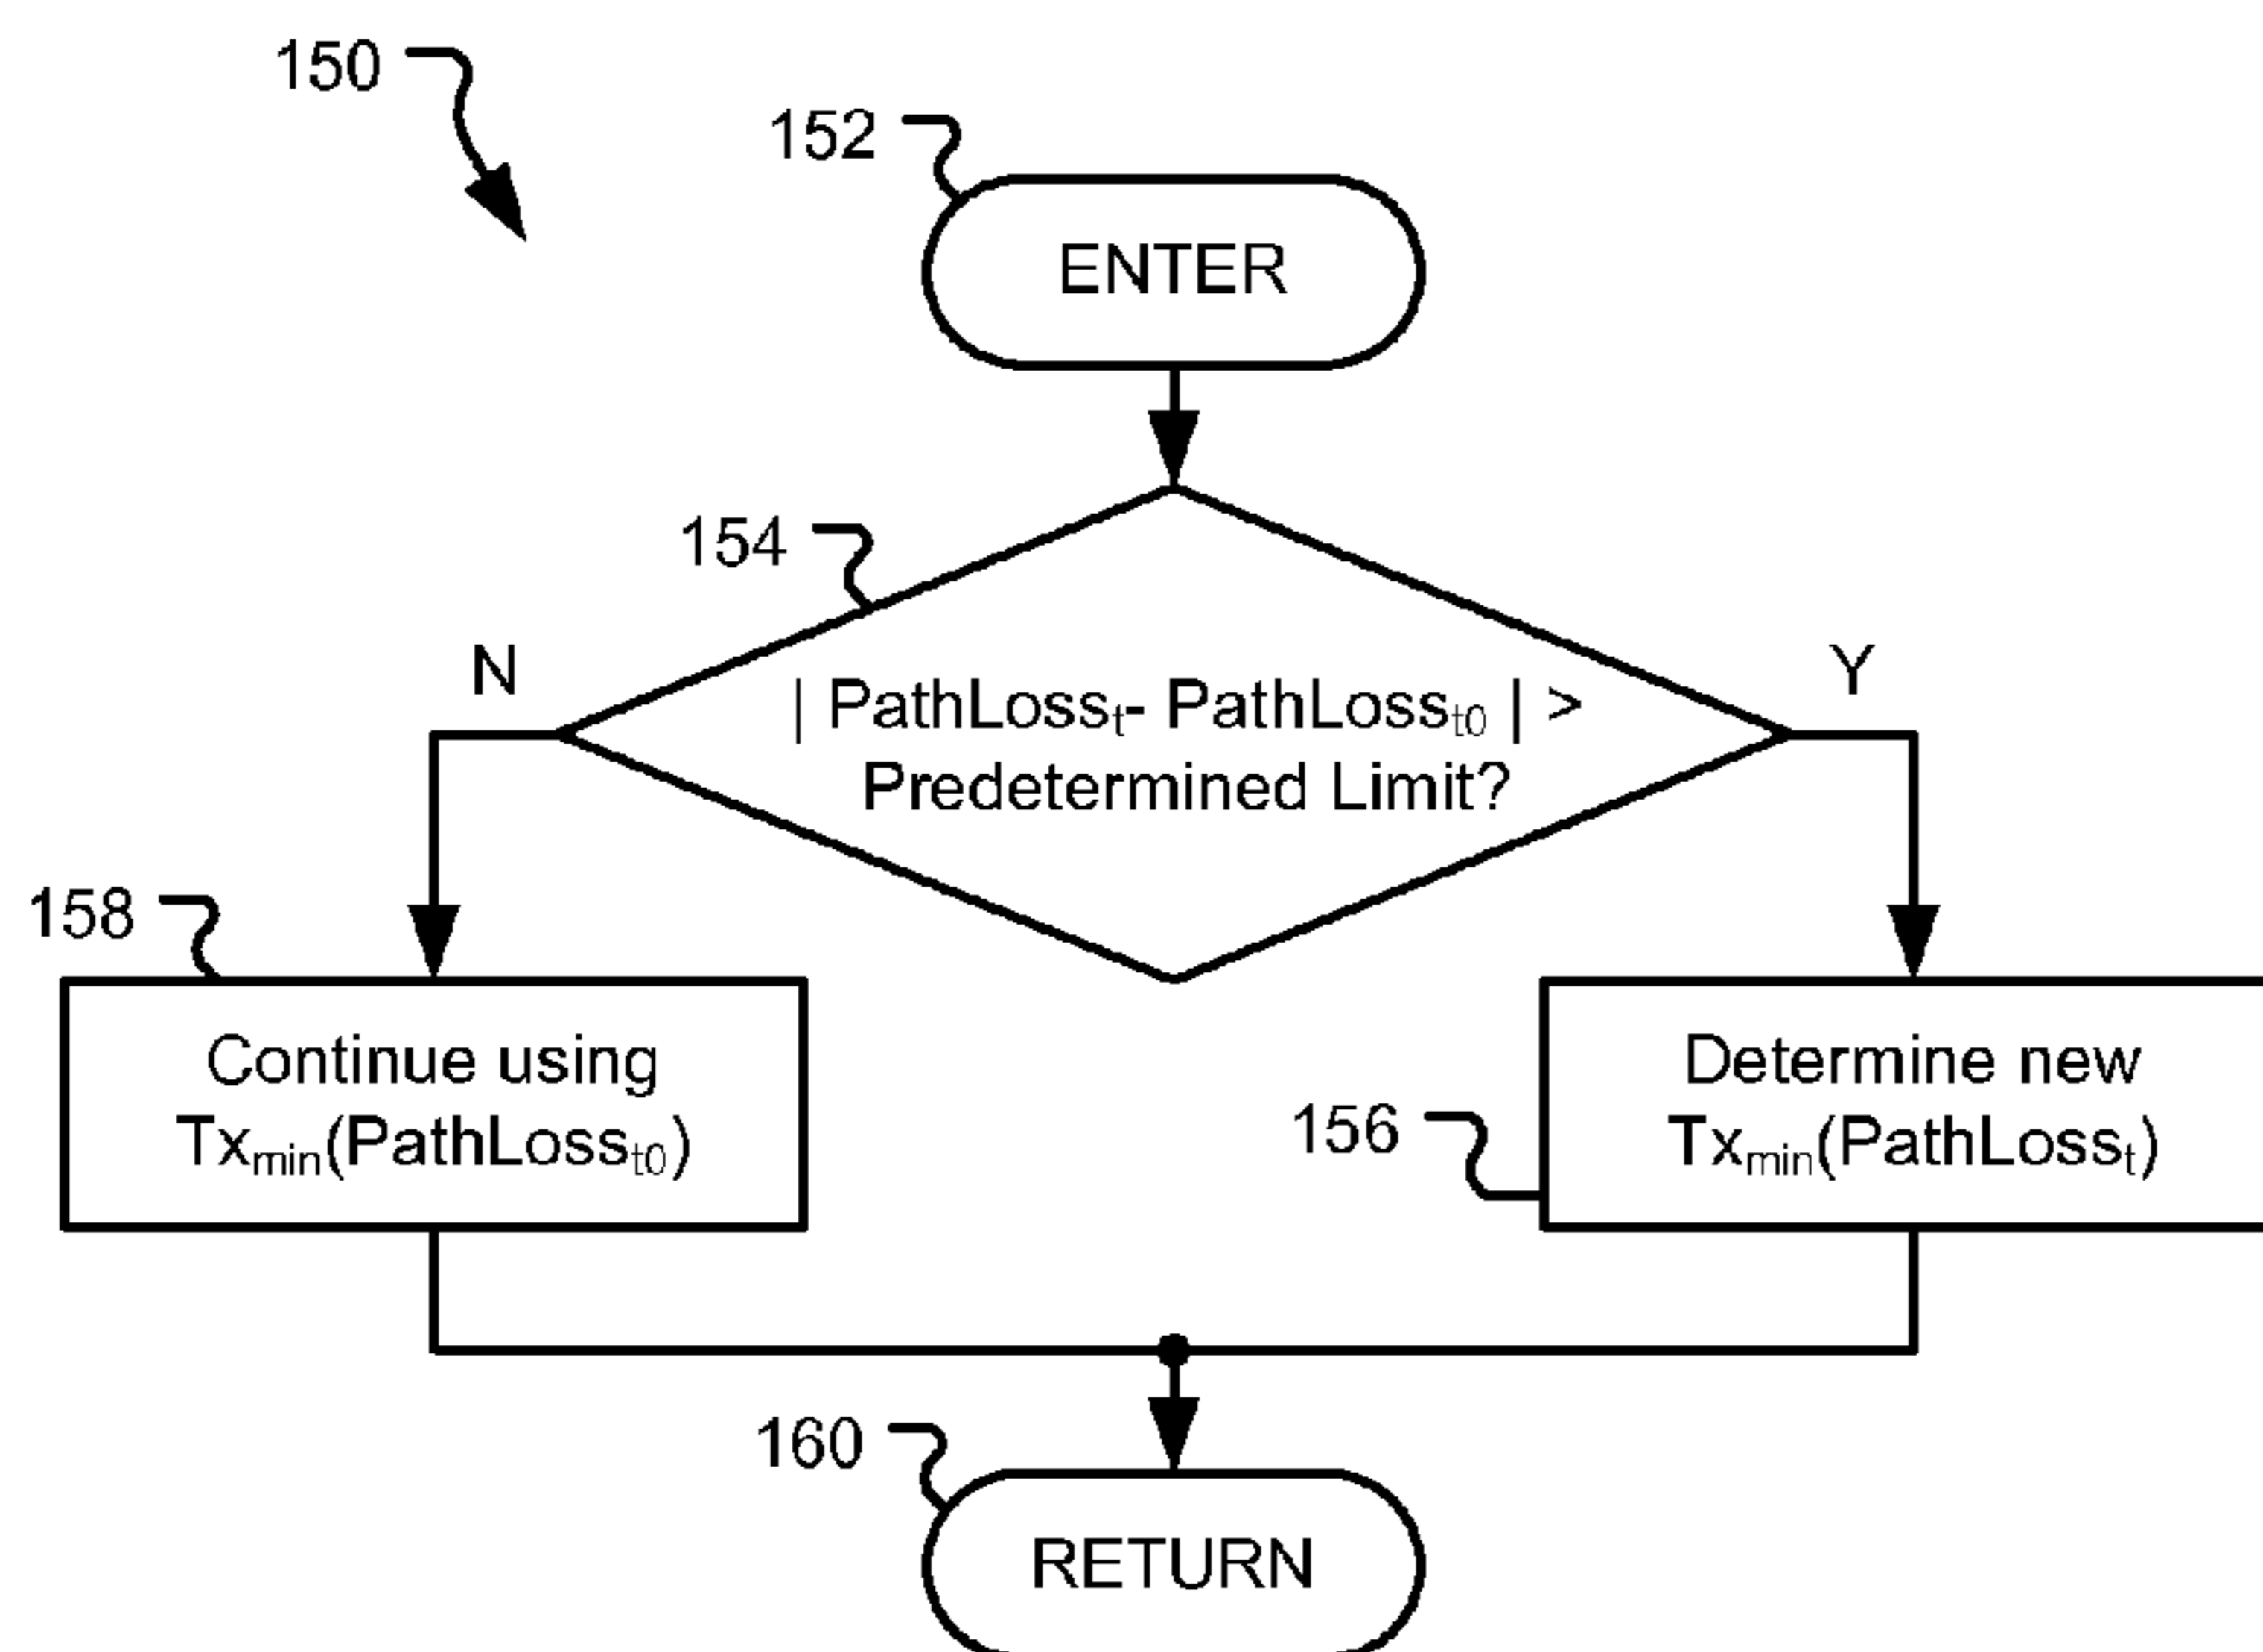 150
152
ENTER
154
N
Y
| PathLosst- PathLosst0 | >
Predetermined Limit?
158
Continue using
Txmin(PathLosst0)
156
Determine new
Txmin(PathLosst)
160
RETURN